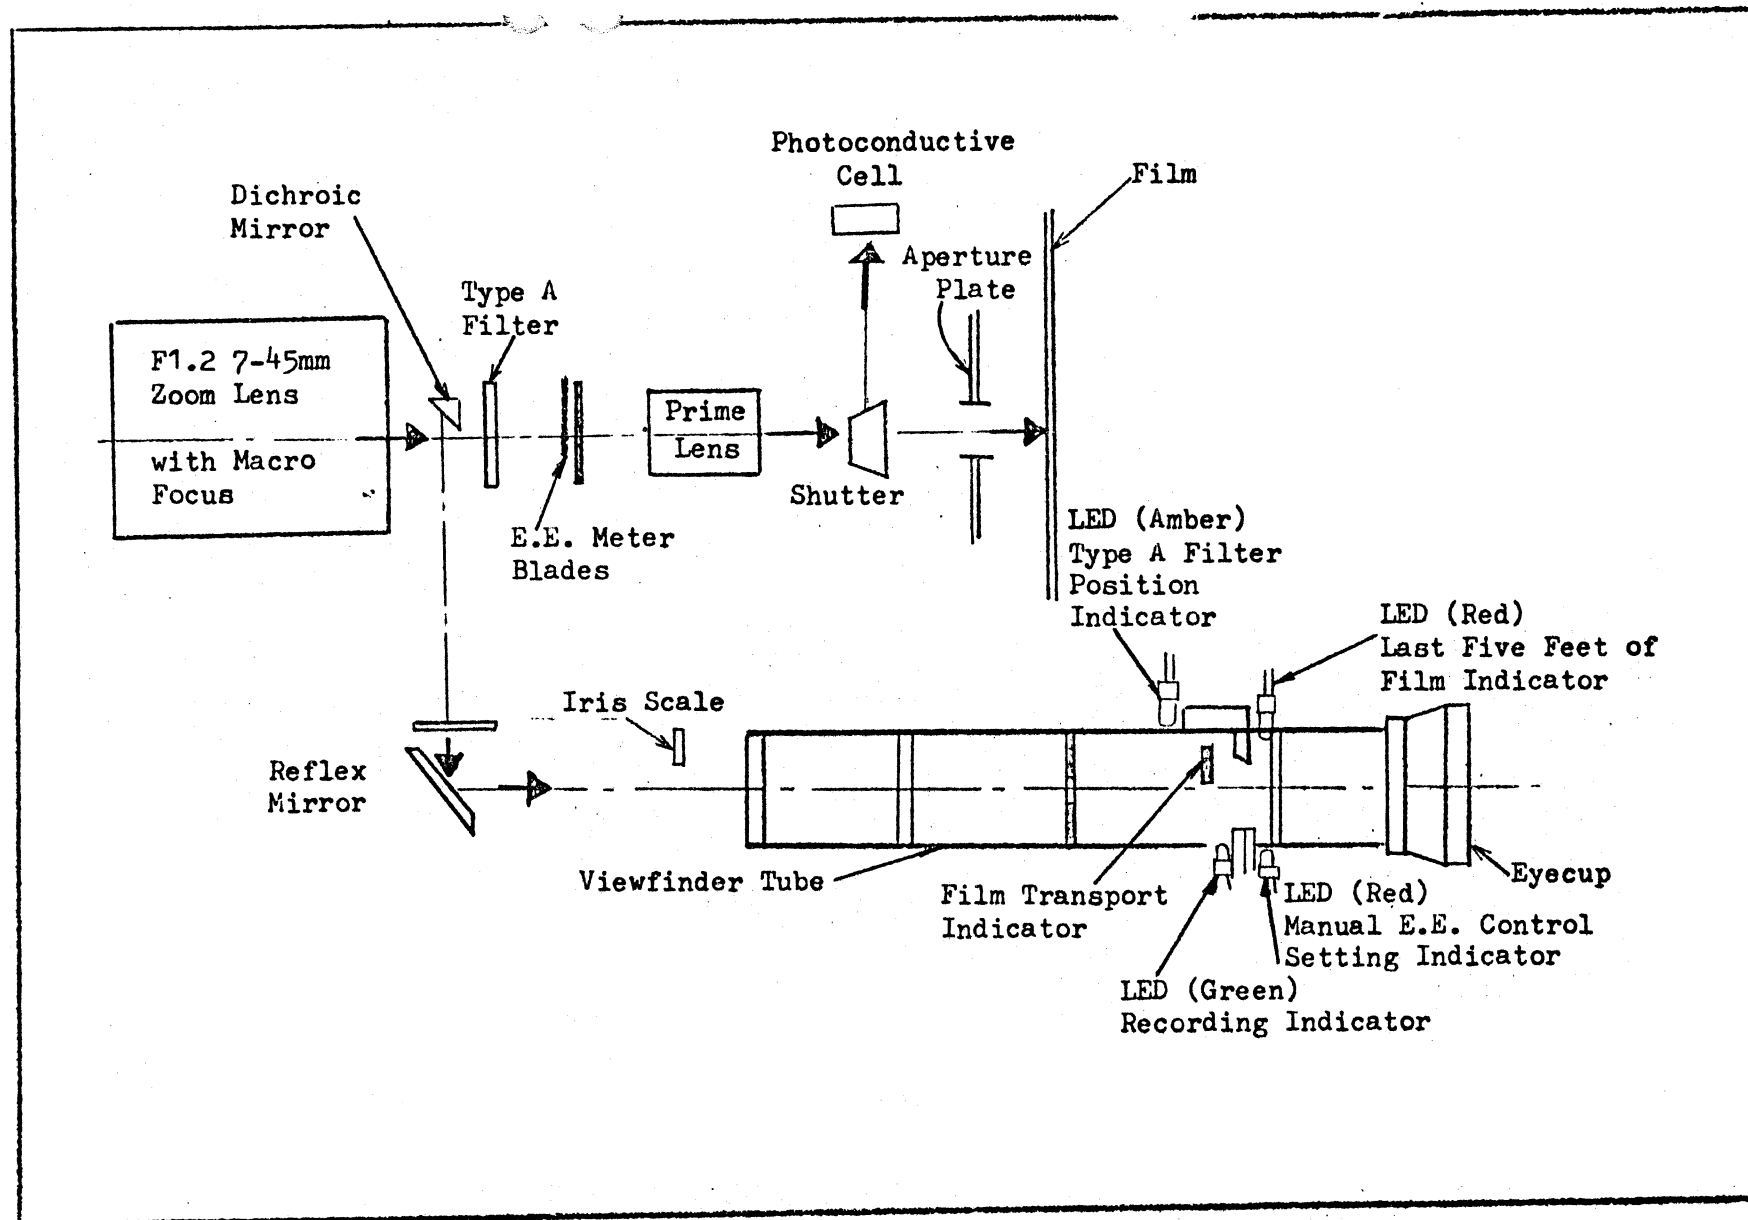 Photoconductive
Cell
Film
Dichroic
Mirror
Aperture
Plate
Type A
Filter
F1.2 7-45mm
Zoom Lens
with Macro
Focus
Prime
Lens
Shutter
E.E. Meter
Blades
LED (Amber)
Type A Filter
Position
Indicator
LED (Red)
Last Five Feet of
Film Indicator
Iris Scale
Reflex
Mirror
Viewfinder Tube
Film Transport
Indicator
Eyecup
LED (Red)
Manual E.E. Control
Setting Indicator
LED (Green)
Recording Indicator